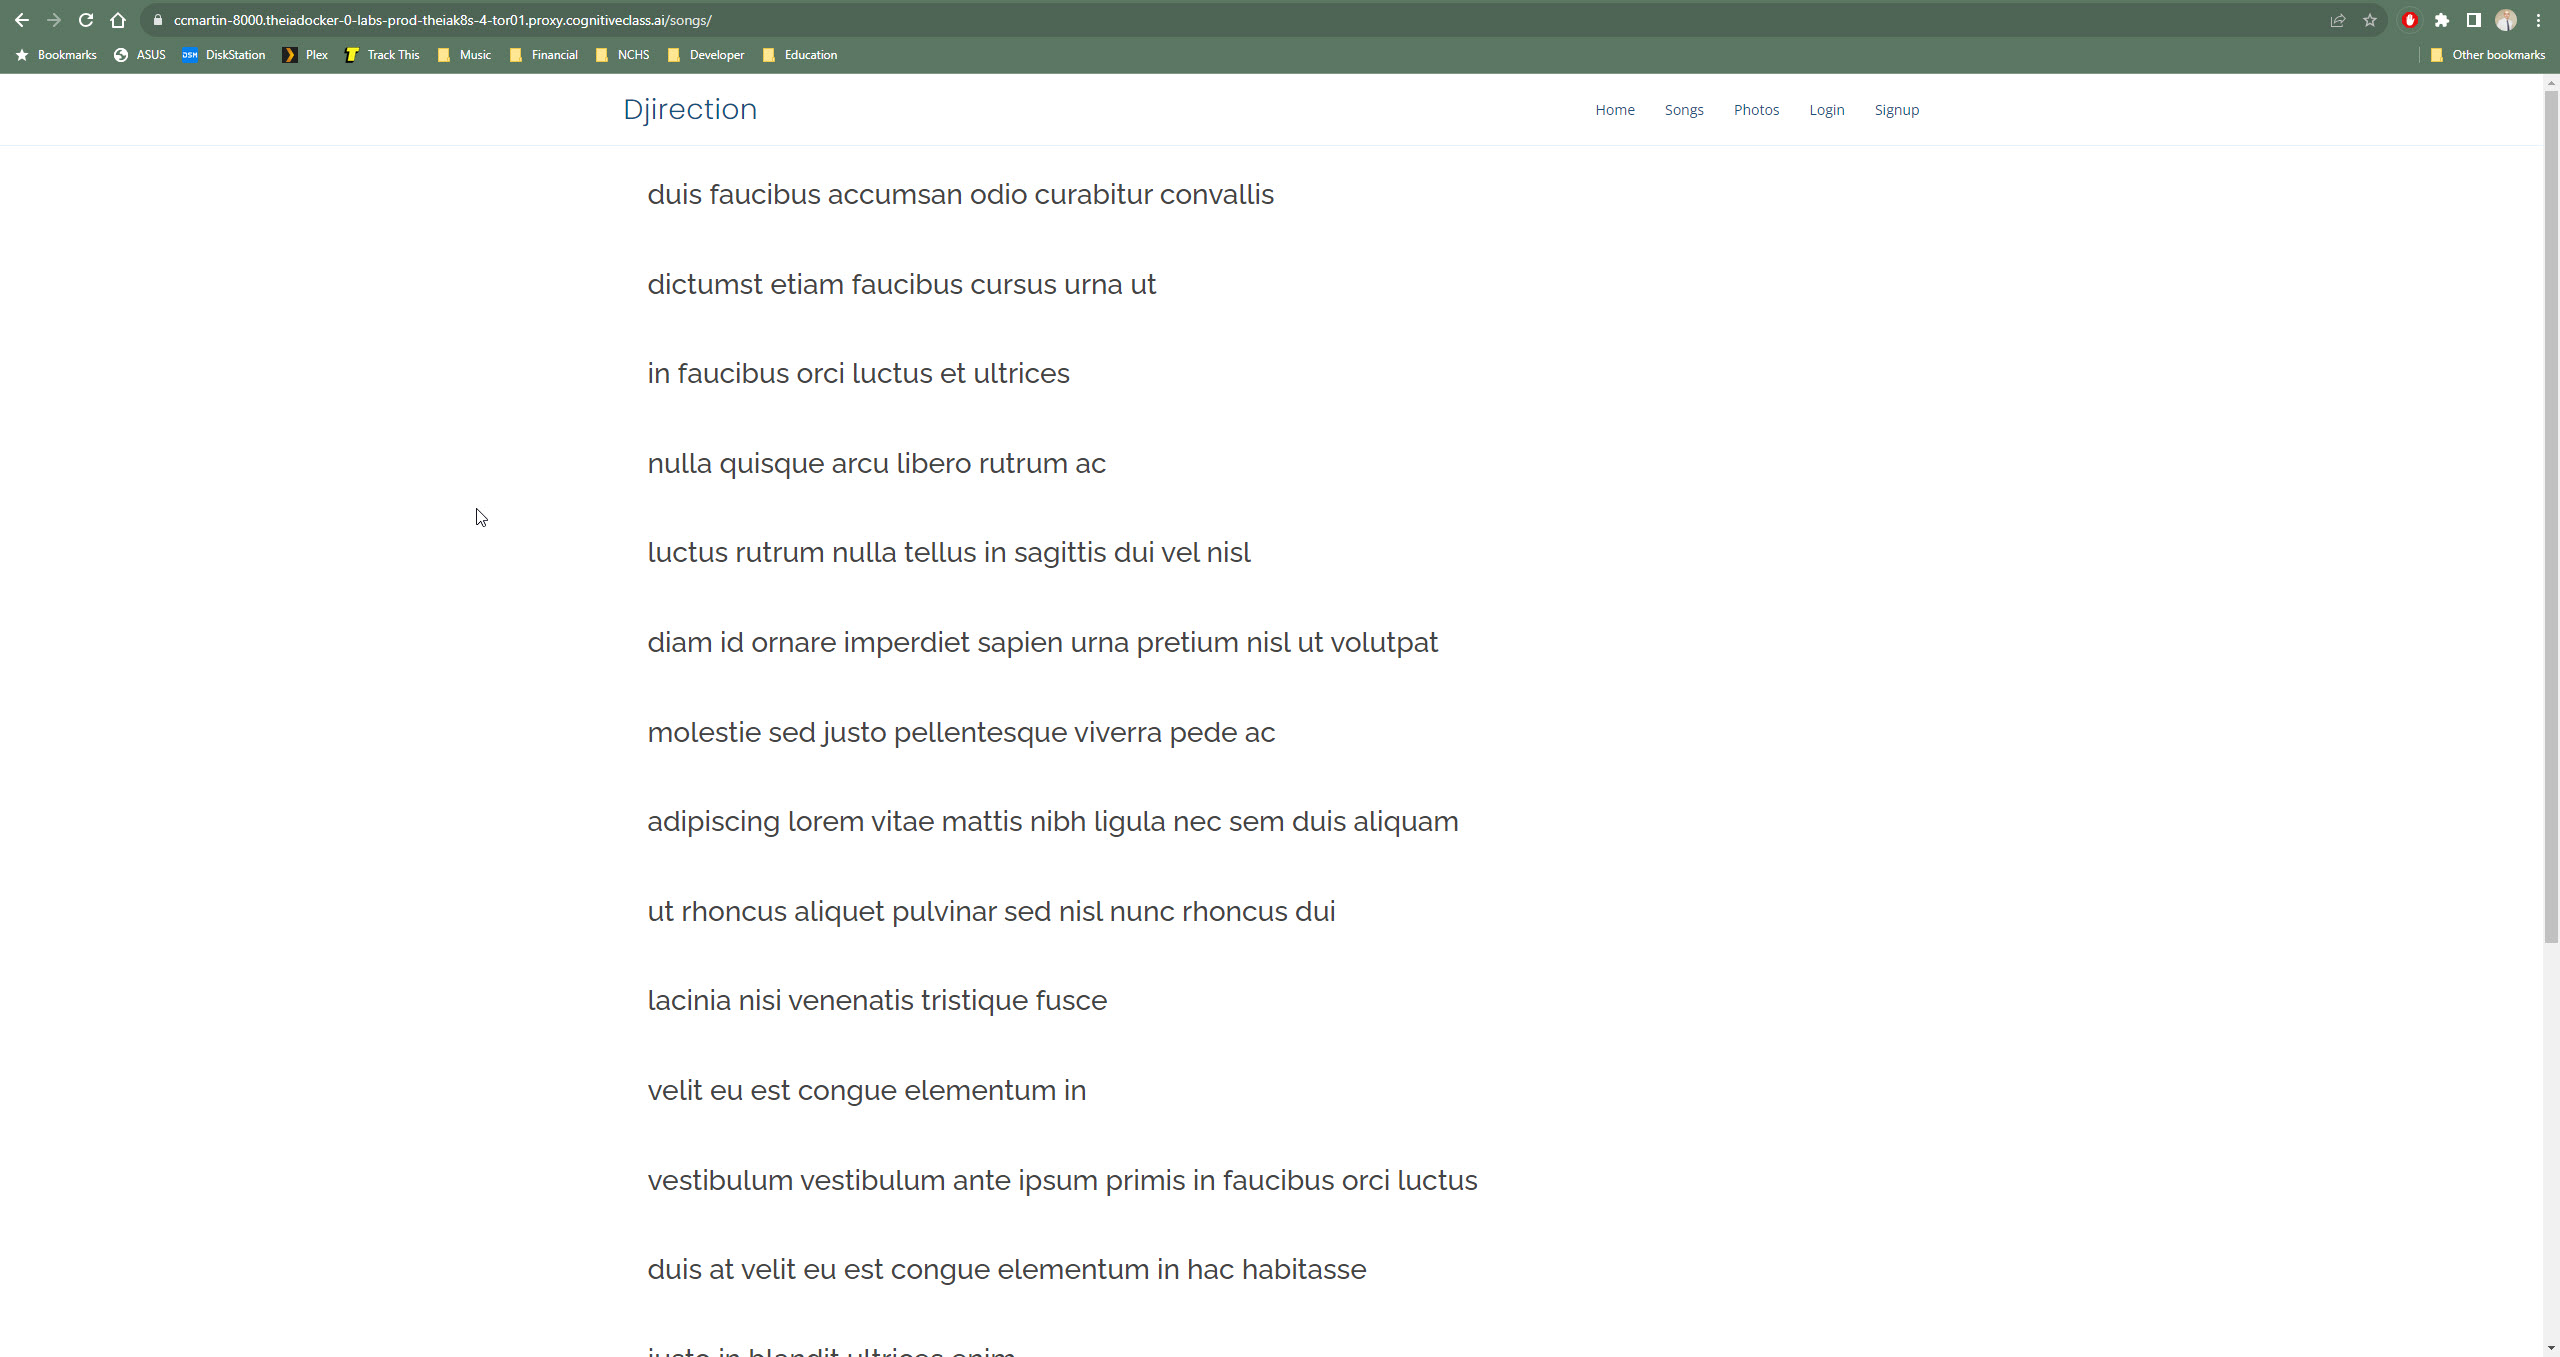 ccmartin-8000.theiadocker-0-labs-prod-theiak8s-4-tor01.proxy.cognitiveclass.ai/songs/
Bookmarks ASUS DSM DiskStation Plex Track This Music Financial NCHS Developer Education Other bookmarks
Djirection Home Songs Photos Login Signup
duis faucibus accumsan odio curabitur convallis
dictumst etiam faucibus cursus urna ut
in faucibus orci luctus et ultrices
nulla quisque arcu libero rutrum ac
luctus rutrum nulla tellus in sagittis dui vel nisl
diam id ornare imperdiet sapien urna pretium nisl ut volutpat
molestie sed justo pellentesque viverra pede ac
adipiscing lorem vitae mattis nibh ligula nec sem duis aliquam
ut rhoncus aliquet pulvinar sed nisl nunc rhoncus dui
lacinia nisi venenatis tristique fusce
velit eu est congue elementum in
vestibulum vestibulum ante ipsum primis in faucibus orci luctus
duis at velit eu est congue elementum in hac habitasse
justo in blandit ultrices enim